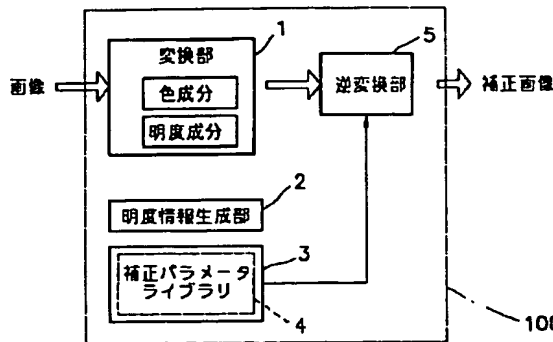 1
5
変換部
画像
色成分
明度成分
逆変換部
補正画像
2
明度情報生成部
3
補正パラメータ
ライブラリ
4